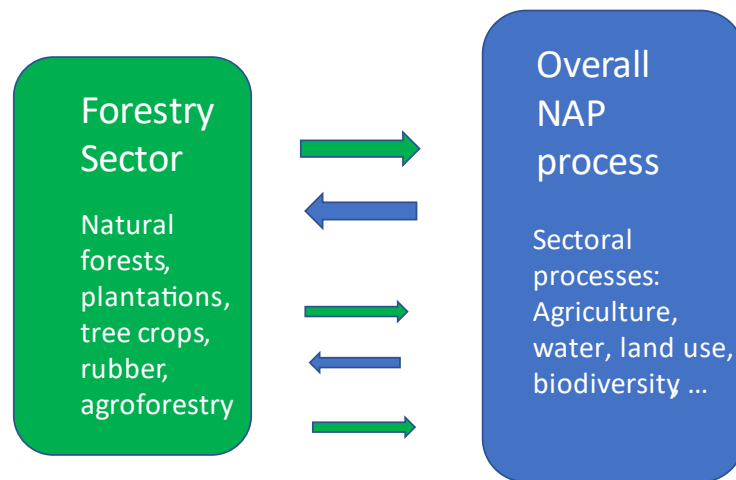 Forestry
Sector
Natural
forests,
plantations,
tree crops,
rubber,
agroforestry
Overall
NAP
process
Sectoral
processes:
Agriculture,
water, land use,
biodiversity, ...